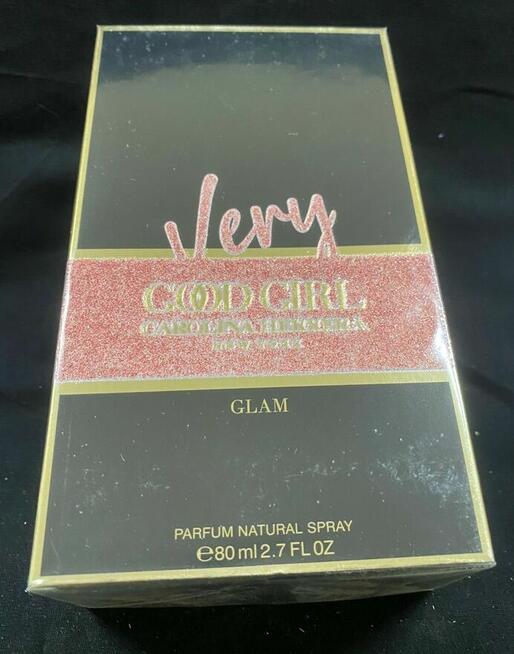 Very
GOOD GIRL
CAROLINA HERRERA
NEW YORK
GLAM
PARFUM NATURAL SPRAY
℮80 ml 2.7 FL OZ